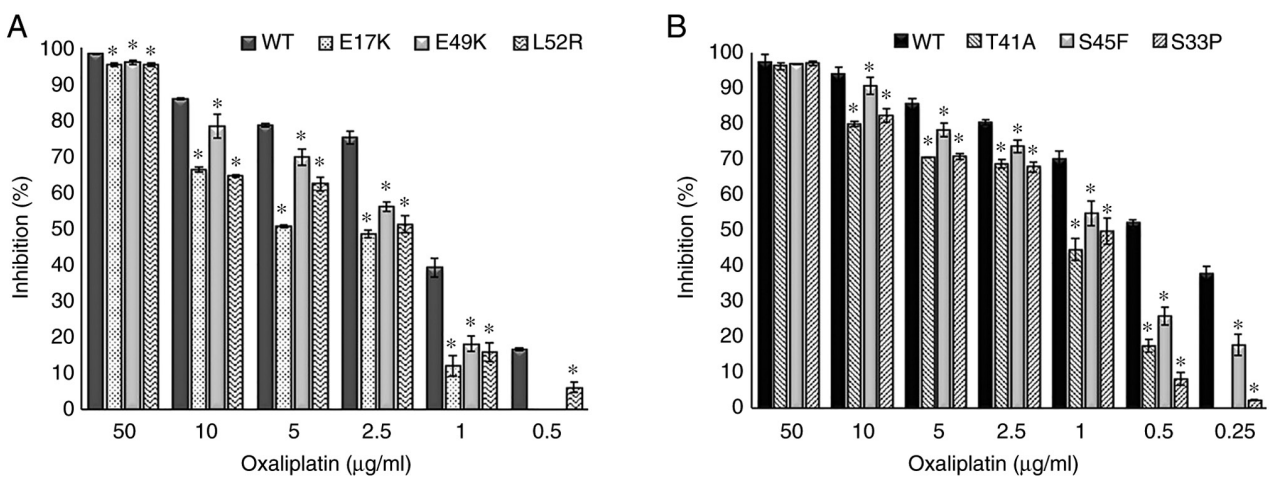 A
WT E17K E49K L52R
100
90
80
70
60
50
40
30
20
10
0
Inhibition (%)
* * *
* * *
* * *
* * *
* * *
*
50 10 5 2.5 1 0.5
Oxaliplatin (μg/ml)
B
WT T41A S45F S33P
100
90
80
70
60
50
40
30
20
10
0
Inhibition (%)
* * *
* * *
* * *
* * *
* * *
* *
50 10 5 2.5 1 0.5 0.25
Oxaliplatin (μg/ml)